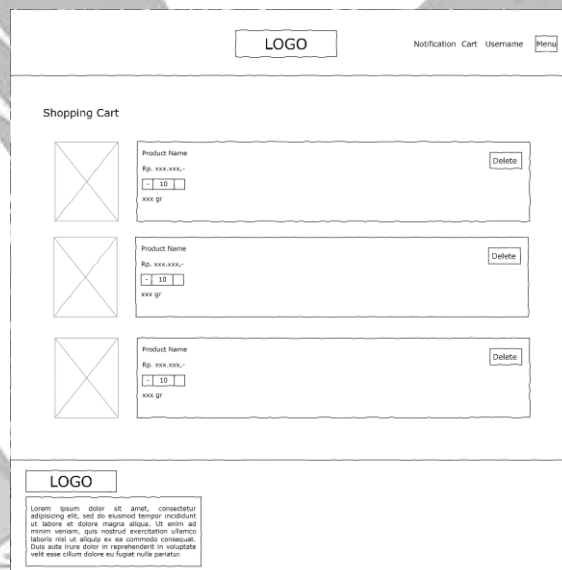 LOGO
Notification Cart Username Menu
Shopping Cart
Product Name
Rp. xxx.xxx,-
- 10
xxx gr
Delete
Product Name
Rp. xxx.xxx,-
- 10
xxx gr
Delete
Product Name
Rp. xxx.xxx,-
- 10
xxx gr
Delete
LOGO
Lorem ipsum dolor sit amet, consectetur
adipisicing elit, sed do eiusmod tempor incididunt
ut labore et dolore magna aliqua. Ut enim ad
minim veniam, quis nostrud exercitation ullamco
laboris nisi ut aliquip ex ea commodo consequat.
Duis aute irure dolor in reprehenderit in voluptate
velit esse cillum dolore eu fugiat nulla pariatur.